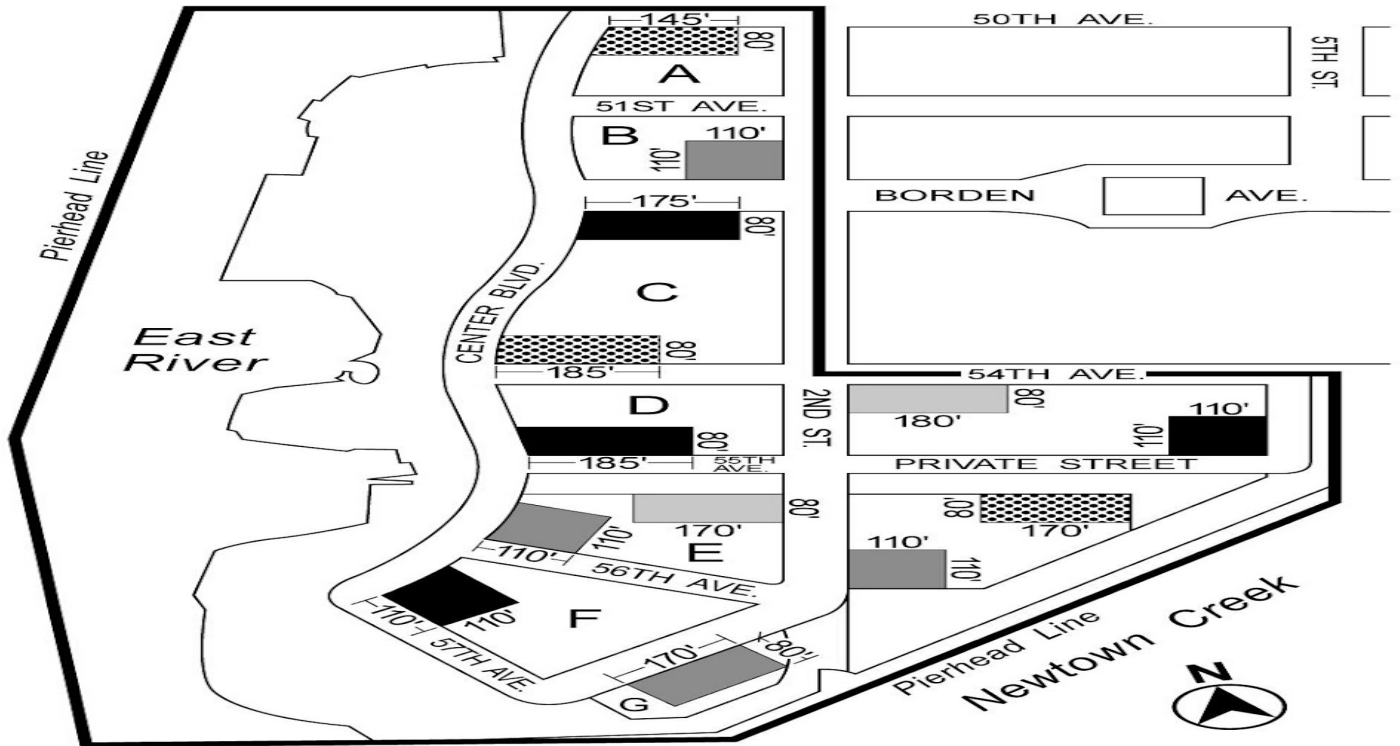 145'
50TH AVE.
80'
5TH ST.
A
51ST AVE.
B
110'
110'
Pierhead Line
BORDEN
AVE.
175'
80'
CENTER BLVD.
C
East
River
80'
185'
54TH AVE.
D
2ND ST.
80'
180'
110'
110'
80'
185'
55TH
AVE.
PRIVATE STREET
80'
170'
110'
110'
E
80'
170'
110'
110'
56TH AVE.
110'
110'
F
57TH AVE.
170'
80'
G
Pierhead Line
Newtown Creek
N